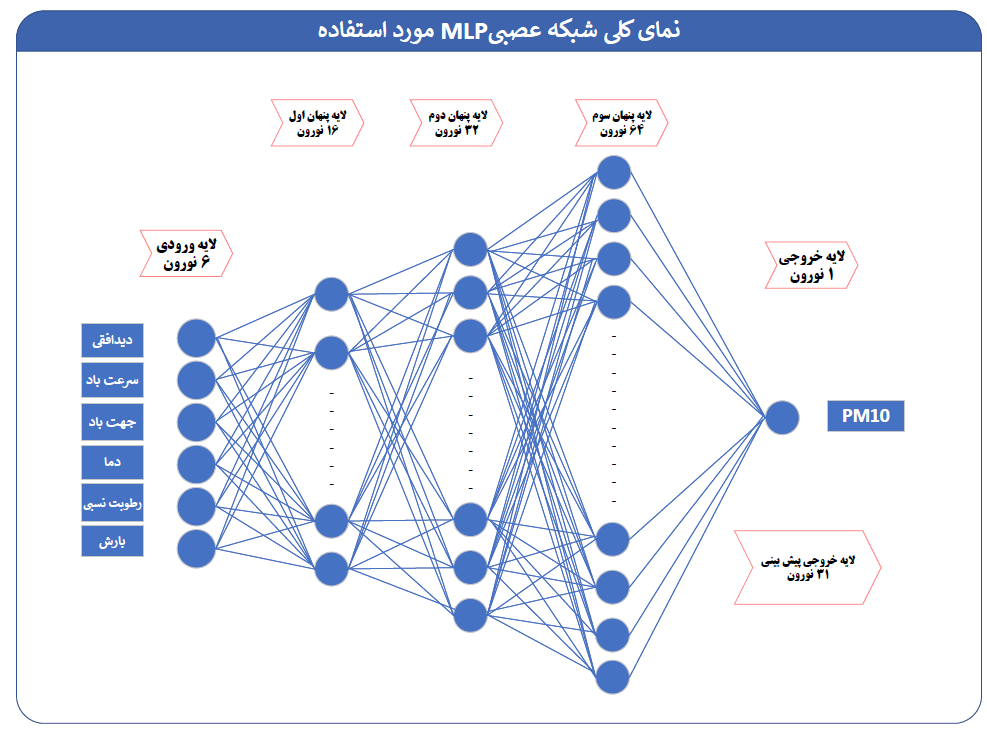 نمای کلی شبکه عصبیMLP مورد استفاده
لایه پنهان اول
۱۶ نورون
لایه پنهان دوم
۳۲ نورون
لایه پنهان سوم
۶۴ نورون
لایه ورودی
۶ نورون
لایه خروجی
۱ نورون
دیدافقی
سرعت باد
جهت باد
دما
رطوبت نسبی
بارش
PM10
لایه خروجی پیش بینی
۳۱ نورون